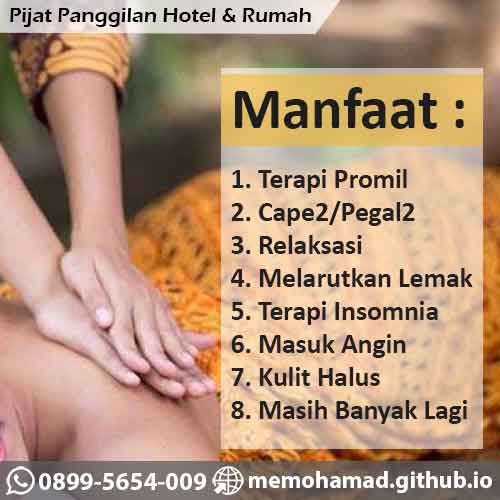 Pijat Panggilan Hotel & Rumah
Manfaat :
1. Terapi Promil
2. Cape2/Pegal2
3. Relaksasi
4. Melarutkan Lemak
5. Terapi Insomnia
6. Masuk Angin
7. Kulit Halus
8. Masih Banyak Lagi
0899-5654-009 memohamad.github.io